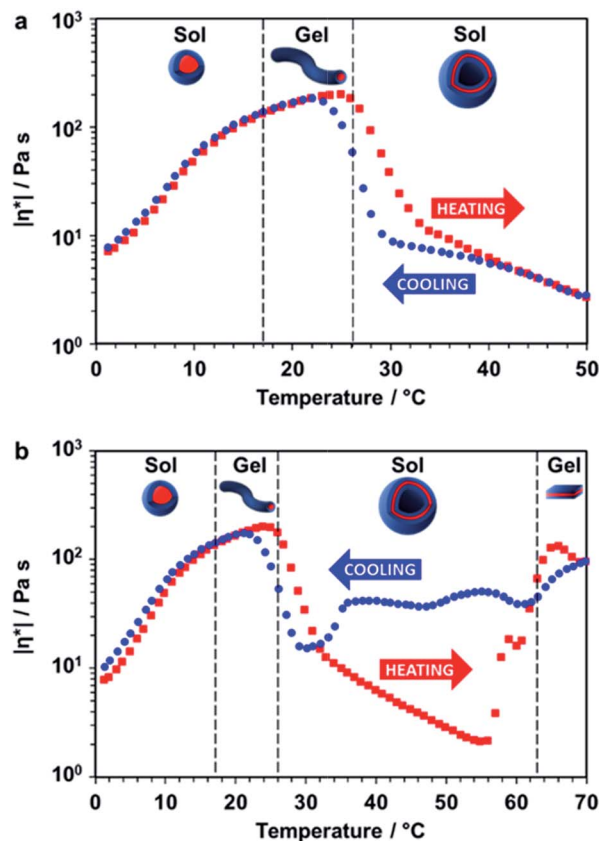 a
Sol Gel Sol
10³
10²
10¹
10⁰
|η*| / Pa s
HEATING
COOLING
0 10 20 30 40 50
Temperature / °C
b
Sol Gel Sol Gel
10³
10²
10¹
10⁰
|η*| / Pa s
COOLING
HEATING
0 10 20 30 40 50 60 70
Temperature / °C